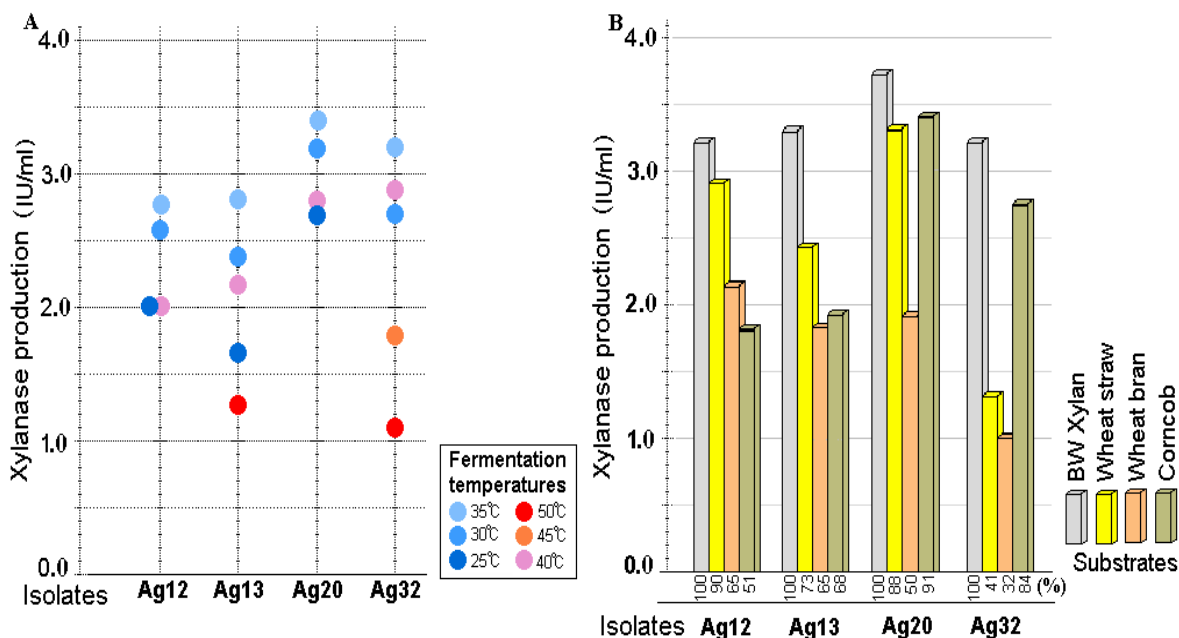 A
4.0
3.0
2.0
1.0
0.0
Xylanase production (IU/ml)
Isolates Ag12 Ag13 Ag20 Ag32
Fermentation
temperatures
35℃ 50℃
30℃ 45℃
25℃ 40℃
B
4.0
3.0
2.0
1.0
0.0
Xylanase production (IU/ml)
100 90 65 51 100 73 65 68 100 88 50 91 100 41 32 84 (%)
Isolates Ag12 Ag13 Ag20 Ag32
BW Xylan
Wheat straw
Wheat bran
Corncob
Substrates